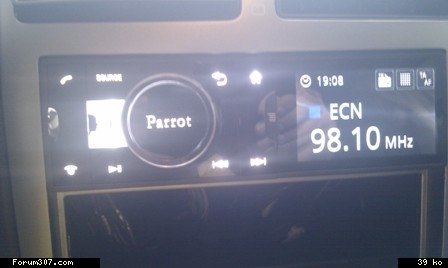 SOURCE
Parrot
19:08
TA
AF
ECN
98.10 MHz
Forum307.com
39 ko